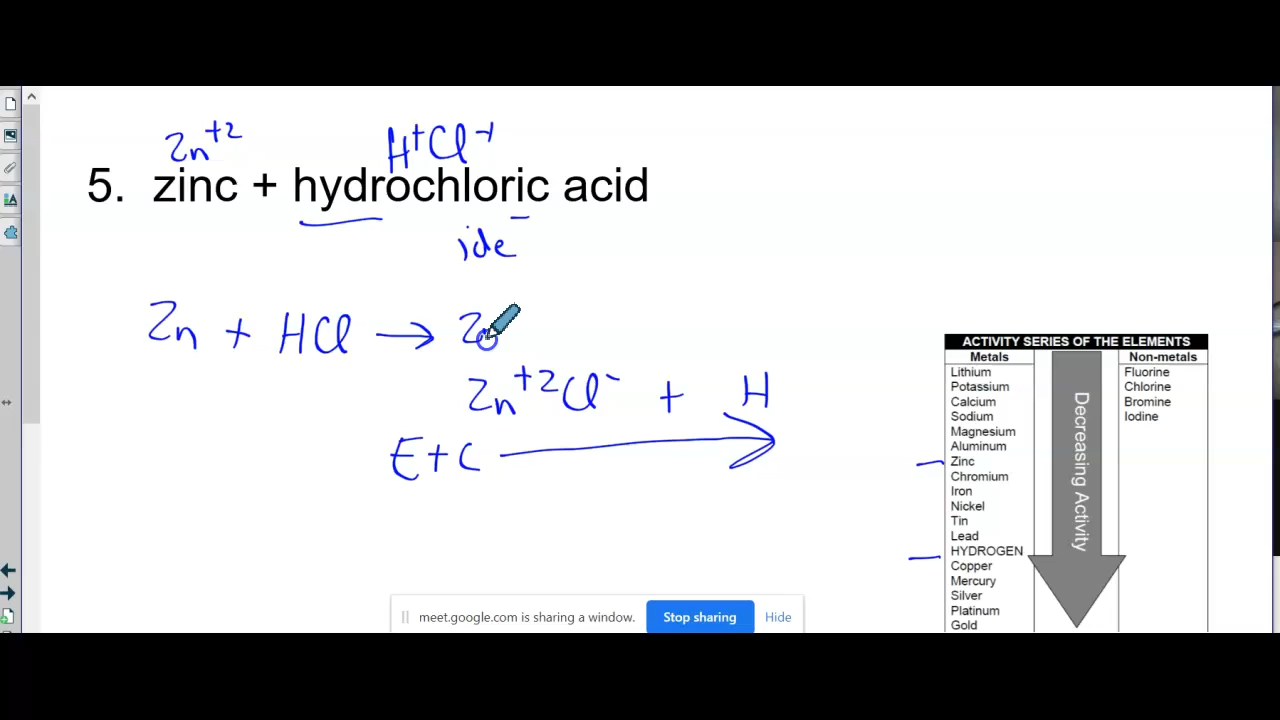 Zn+2 H+Cl-1
5. zinc + hydrochloric acid
ide
Zn + HCl → Zn
Zn+2Cl- + H
E+C →
ACTIVITY SERIES OF THE ELEMENTS
Metals Non-metals
Lithium Fluorine
Potassium Chlorine
Calcium Bromine
Sodium Iodine
Magnesium
Aluminum
Zinc
Chromium
Iron
Nickel
Tin
Lead
HYDROGEN
Copper
Mercury
Silver
Platinum
Gold
Decreasing Activity
meet.google.com is sharing a window. Stop sharing Hide